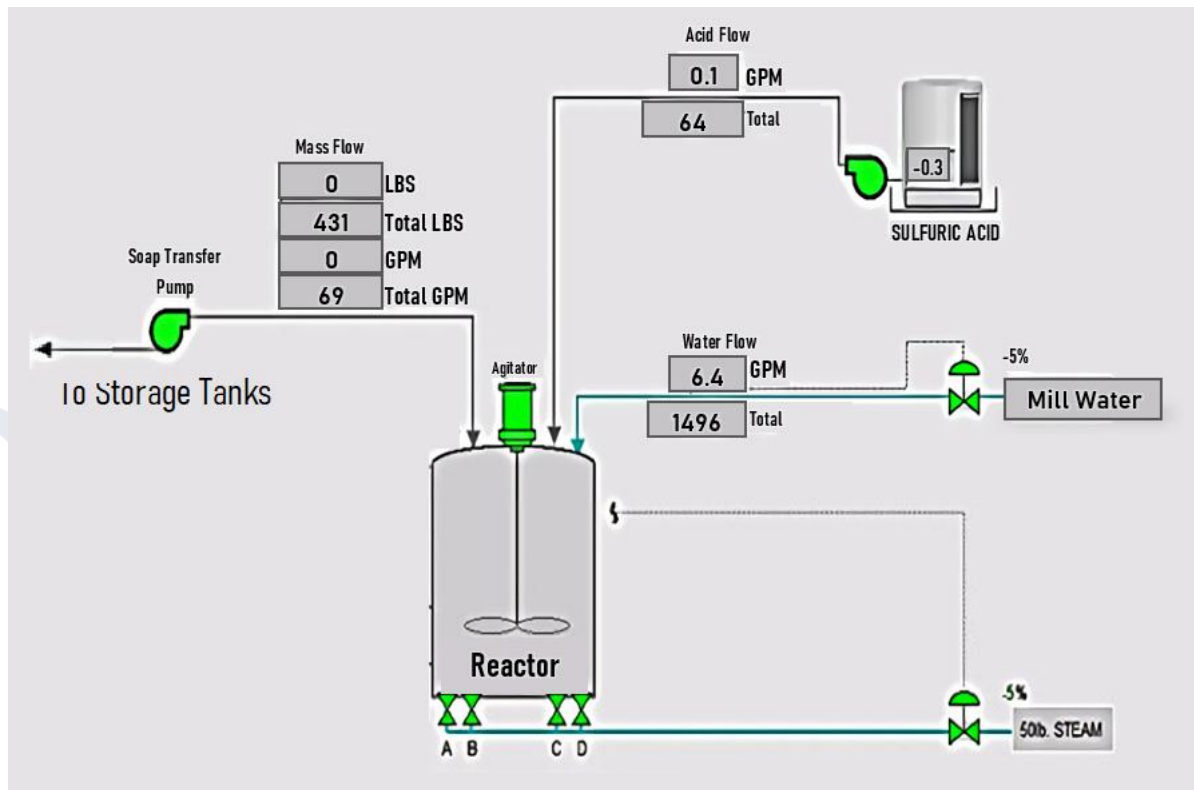 Acid Flow
0.1 GPM
64 Total
-0.3
SULFURIC ACID
Mass Flow
0 LBS
431 Total LBS
0 GPM
69 Total GPM
Soap Transfer
Pump
To Storage Tanks
Agitator
Water Flow
6.4 GPM
1496 Total
-5%
Mill Water
Reactor
A B C D
-5%
50lb. STEAM